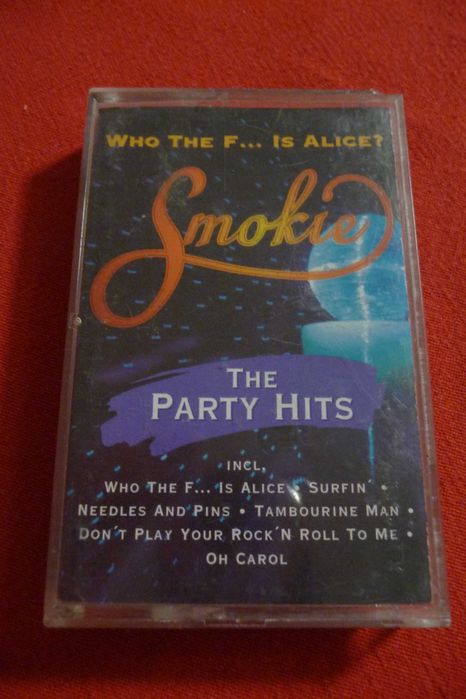 WHO THE F... IS ALICE?
Smokie
THE
PARTY HITS
INCL.
WHO THE F... IS ALICE • SURFIN´ •
NEEDLES AND PINS • TAMBOURINE MAN •
DON´T PLAY YOUR ROCK´N ROLL TO ME •
OH CAROL